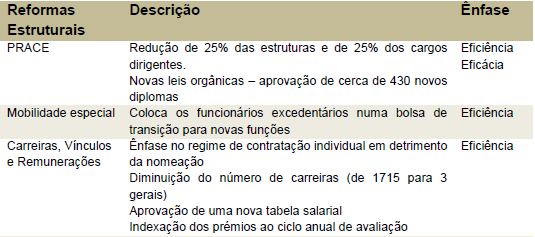 Reformas Estruturais Descrição Ênfase
PRACE Redução de 25% das estruturas e de 25% dos cargos Eficiência
dirigentes. Eficácia
Novas leis orgânicas – aprovação de cerca de 430 novos
diplomas
Mobilidade especial Coloca os funcionários excedentários numa bolsa de Eficiência
transição para novas funções
Carreiras, Vínculos Ênfase no regime de contratação individual em detrimento Eficiência
e Remunerações da nomeação
Diminuição do número de carreiras (de 1715 para 3
gerais)
Aprovação de uma nova tabela salarial
Indexação dos prémios ao ciclo anual de avaliação